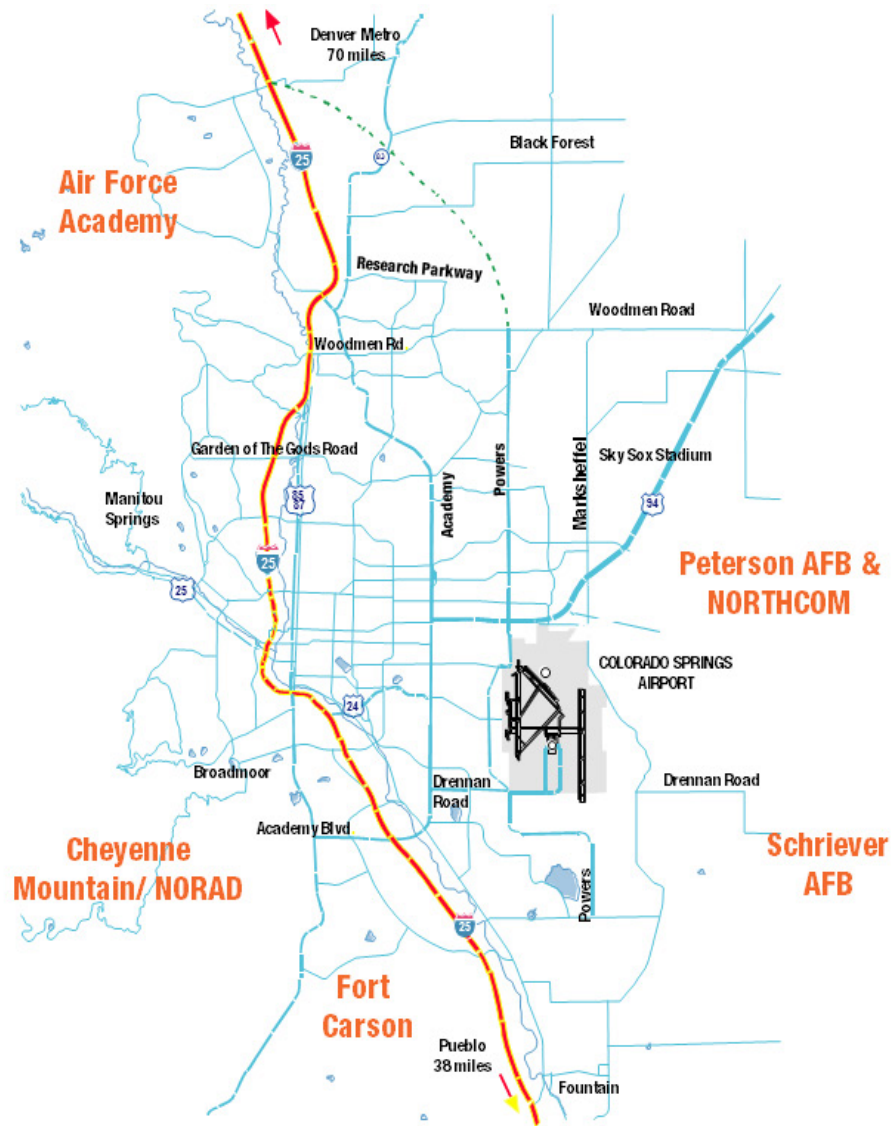 Denver Metro
70 miles
Black Forest
25
83
Air Force
Academy
Research Parkway
Woodmen Road
Woodmen Rd
Garden of The Gods Road
Sky Sox Stadium
Powers
Marksheffel
Academy
85
87
94
Manitou
Springs
25
25
Peterson AFB &
NORTHCOM
COLORADO SPRINGS
AIRPORT
24
Broadmoor
Drennan
Road
Drennan Road
Academy Blvd
Cheyenne
Mountain/ NORAD
Schriever
AFB
Powers
25
Fort
Carson
Pueblo
38 miles
Fountain